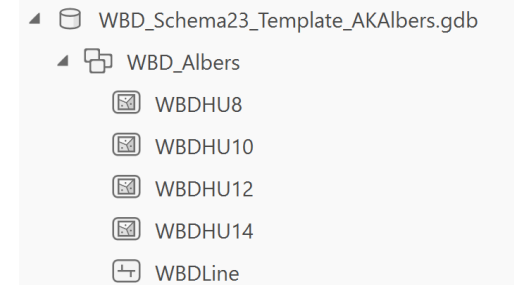 WBD_Schema23_Template_AKAlbers.gdb
WBD_Albers
WBDHU8
WBDHU10
WBDHU12
WBDHU14
WBDLine